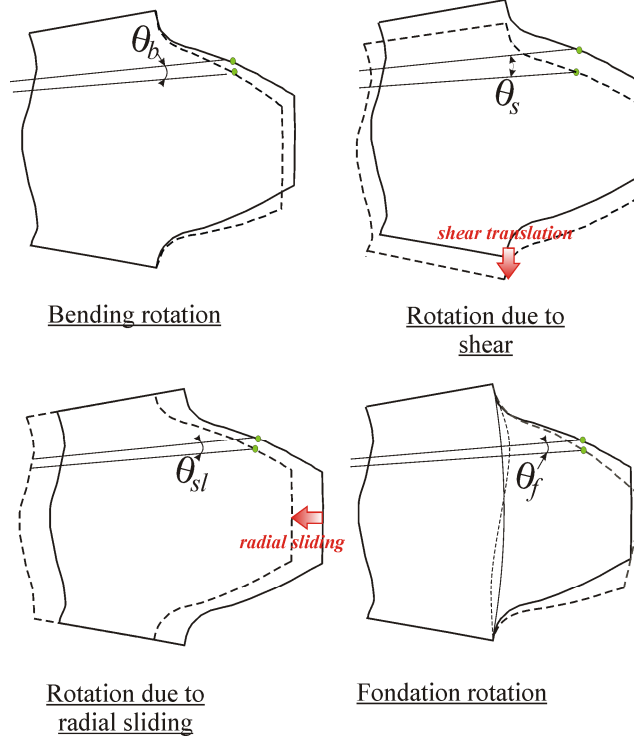 θb
θs
shear translation
Bending rotation
Rotation due to
shear
θsl
radial sliding
θf
Rotation due to
radial sliding
Fondation rotation